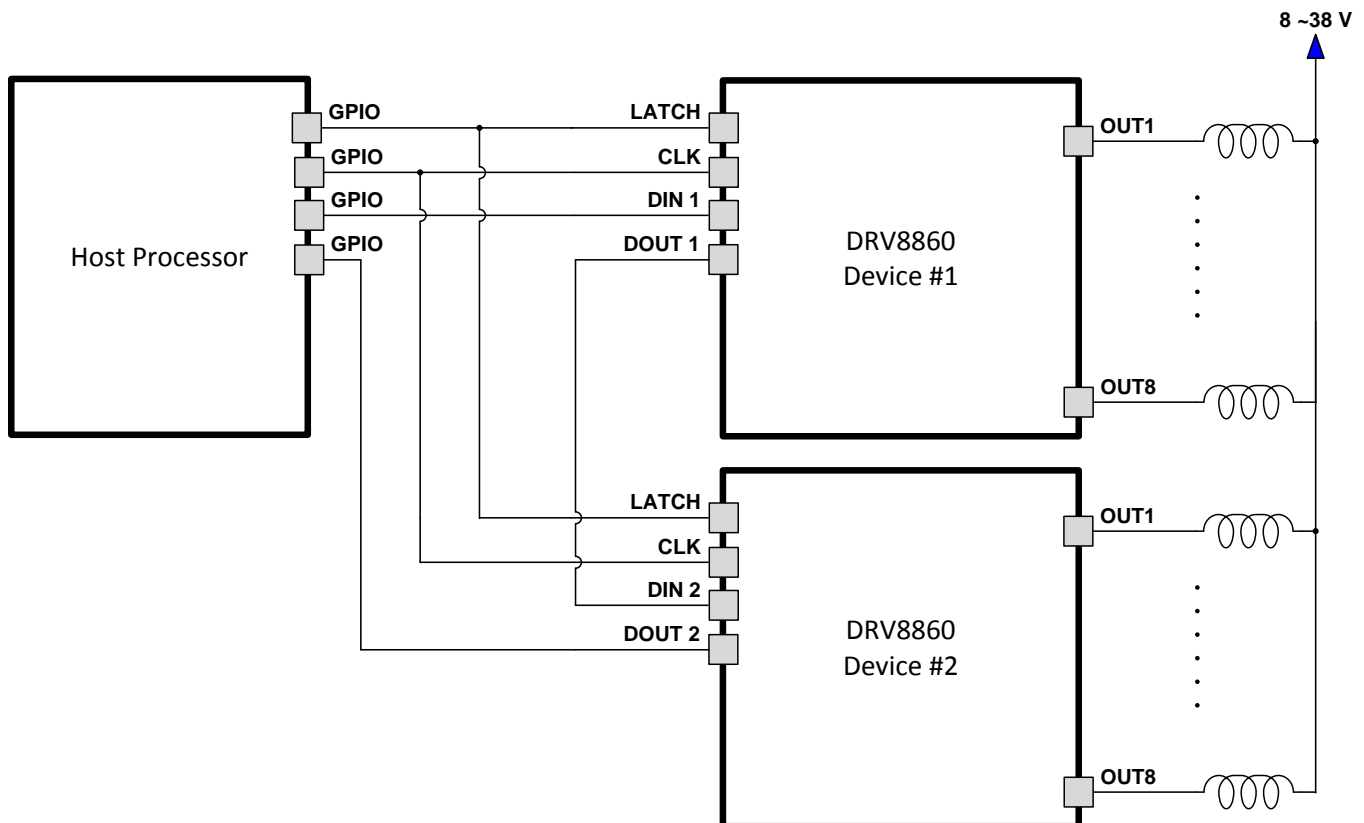 8 ~38 V
GPIO
GPIO
GPIO
GPIO
Host Processor
LATCH
CLK
DIN 1
DOUT 1
DRV8860
Device #1
OUT1
OUT8
LATCH
CLK
DIN 2
DOUT 2
DRV8860
Device #2
OUT1
OUT8